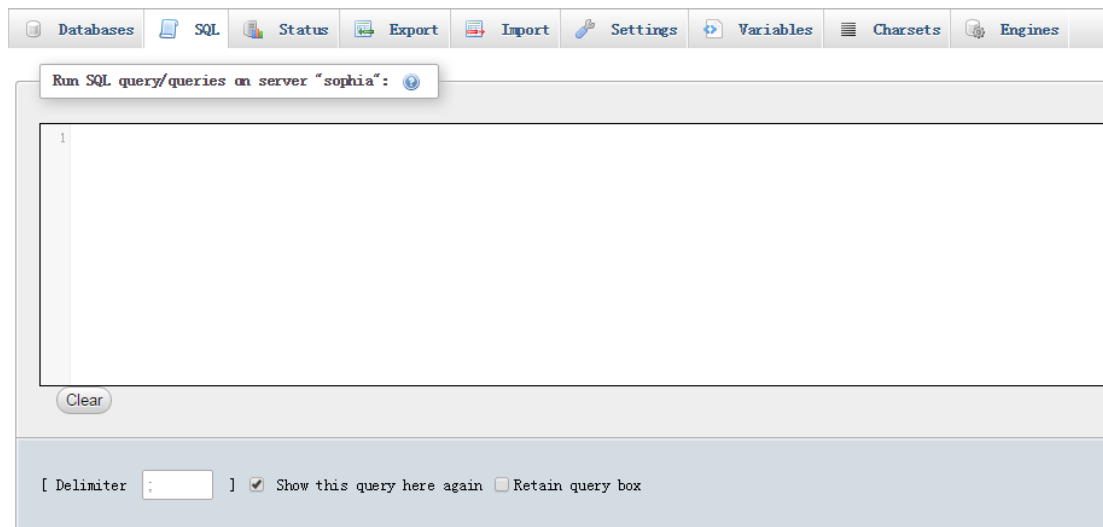 Databases SQL Status Export Import Settings Variables Charsets Engines
Run SQL query/queries on server "sophia":
1
Clear
[ Delimiter ; ] Show this query here again Retain query box